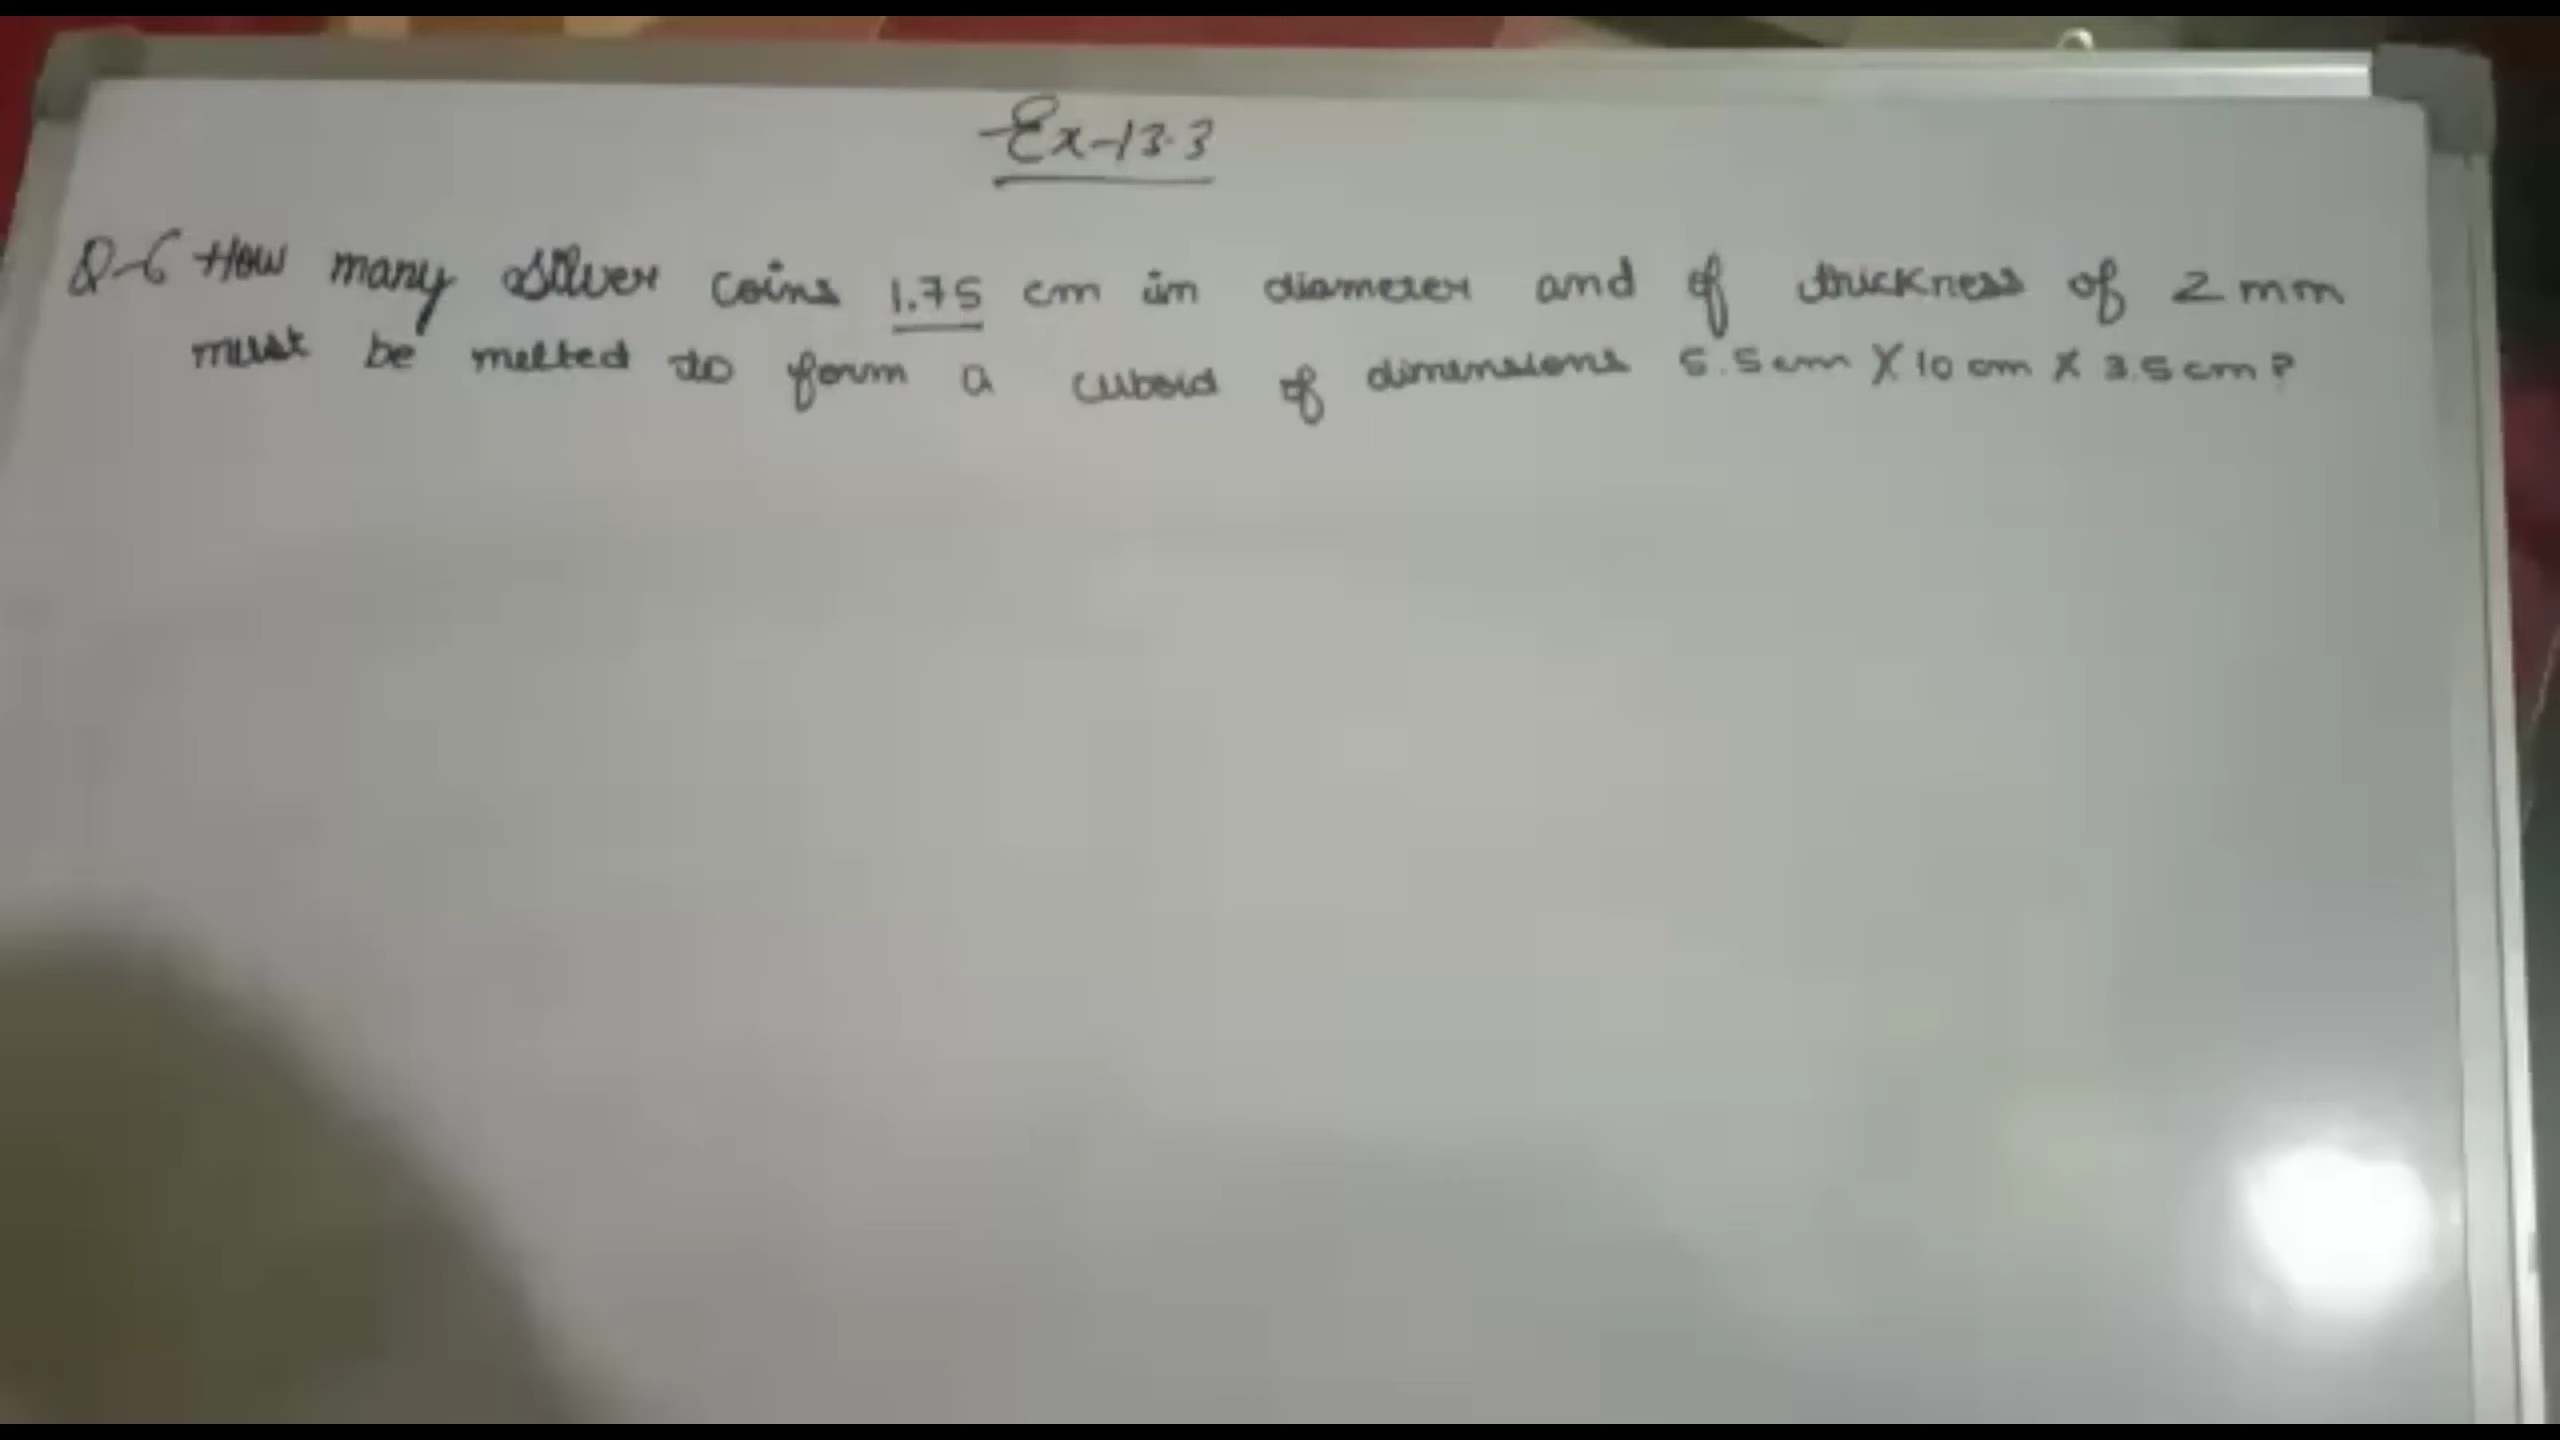 Ex-13.3
Q-6 How many silver coins 1.75 cm in diameter and of thickness of 2 mm
must be melted to form a cuboid of dimensions 5.5 cm X 10 cm X 3.5 cm?